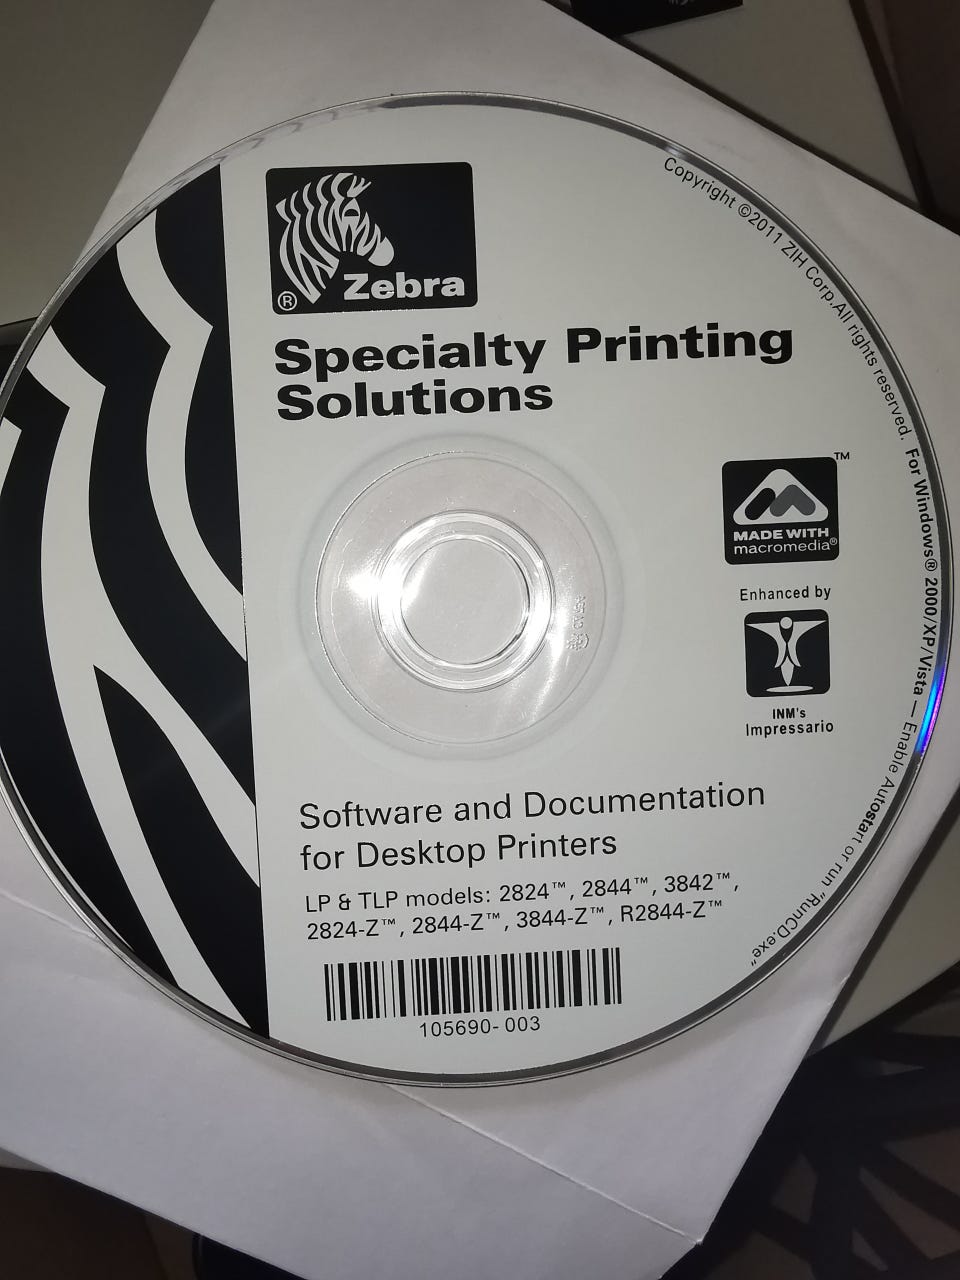 Zebra
®
Specialty Printing
Solutions
Copyright ©2011 ZIH Corp.All rights reserved. For Windows® 2000/XP/Vista — Enable Autostart or run "RunCD.exe"
TM
MADE WITH
macromedia®
Enhanced by
INM's
Impressario
Software and Documentation
for Desktop Printers
LP & TLP models: 2824™, 2844™, 3842™,
2824-Z™, 2844-Z™, 3844-Z™, R2844-Z™
105690-003